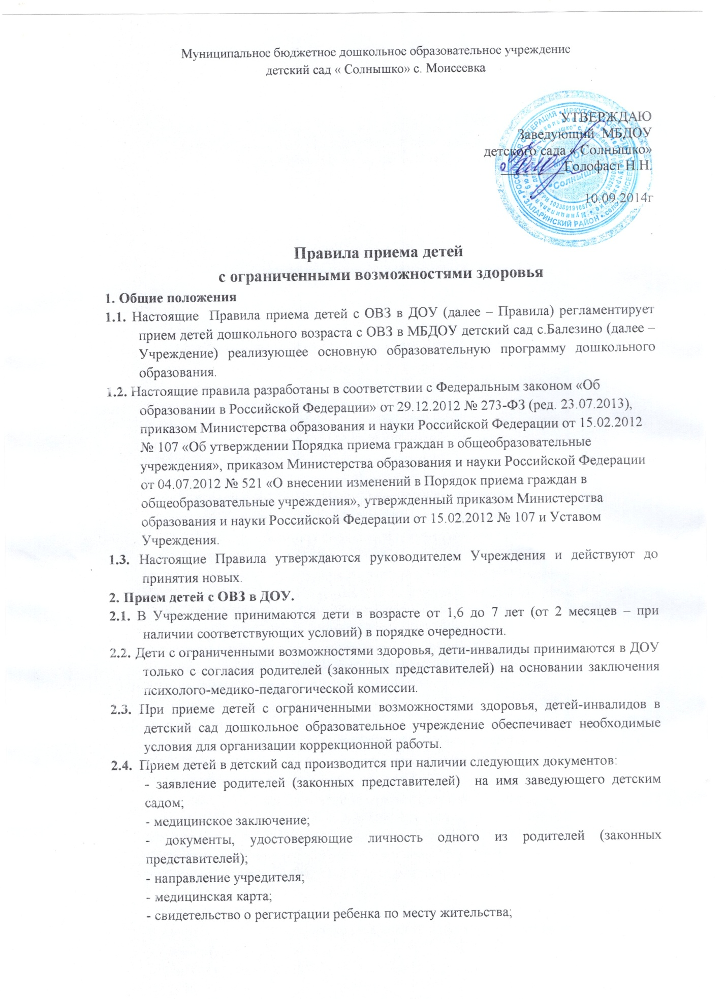 Муниципальное бюджетное дошкольное образовательное учреждение
детский сад « Солнышко» с. Моисеевка
УТВЕРЖДАЮ
Заведующий МБДОУ
детского сада « Солнышко»
Голофаст Н.Н.
10.09.2014г
ЗАЛАРИНСКИЙ РАЙОН
"Солнышко
Правила приема детей
с ограниченными возможностями здоровья
1. Общие положения
1.1. Настоящие Правила приема детей с ОВЗ в ДОУ (далее – Правила) регламентирует
прием детей дошкольного возраста с ОВЗ в МБДОУ детский сад с.Балезино (далее –
Учреждение) реализующее основную образовательную программу дошкольного
образования.
1.2. Настоящие правила разработаны в соответствии с Федеральным законом «Об
образовании в Российской Федерации» от 29.12.2012 № 273-ФЗ (ред. 23.07.2013),
приказом Министерства образования и науки Российской Федерации от 15.02.2012
№ 107 «Об утверждении Порядка приема граждан в общеобразовательные
учреждения», приказом Министерства образования и науки Российской Федерации
от 04.07.2012 № 521 «О внесении изменений в Порядок приема граждан в
общеобразовательные учреждения», утвержденный приказом Министерства
образования и науки Российской Федерации от 15.02.2012 № 107 и Уставом
Учреждения.
1.3. Настоящие Правила утверждаются руководителем Учреждения и действуют до
принятия новых.
2. Прием детей с ОВЗ в ДОУ.
2.1. В Учреждение принимаются дети в возрасте от 1,6 до 7 лет (от 2 месяцев – при
наличии соответствующих условий) в порядке очередности.
2.2. Дети с ограниченными возможностями здоровья, дети-инвалиды принимаются в ДОУ
только с согласия родителей (законных представителей) на основании заключения
психолого-медико-педагогической комиссии.
2.3. При приеме детей с ограниченными возможностями здоровья, детей-инвалидов в
детский сад дошкольное образовательное учреждение обеспечивает необходимые
условия для организации коррекционной работы.
2.4. Прием детей в детский сад производится при наличии следующих документов:
- заявление родителей (законных представителей) на имя заведующего детским
садом;
- медицинское заключение;
- документы, удостоверяющие личность одного из родителей (законных
представителей);
- направление учредителя;
- медицинская карта;
- свидетельство о регистрации ребенка по месту жительства;